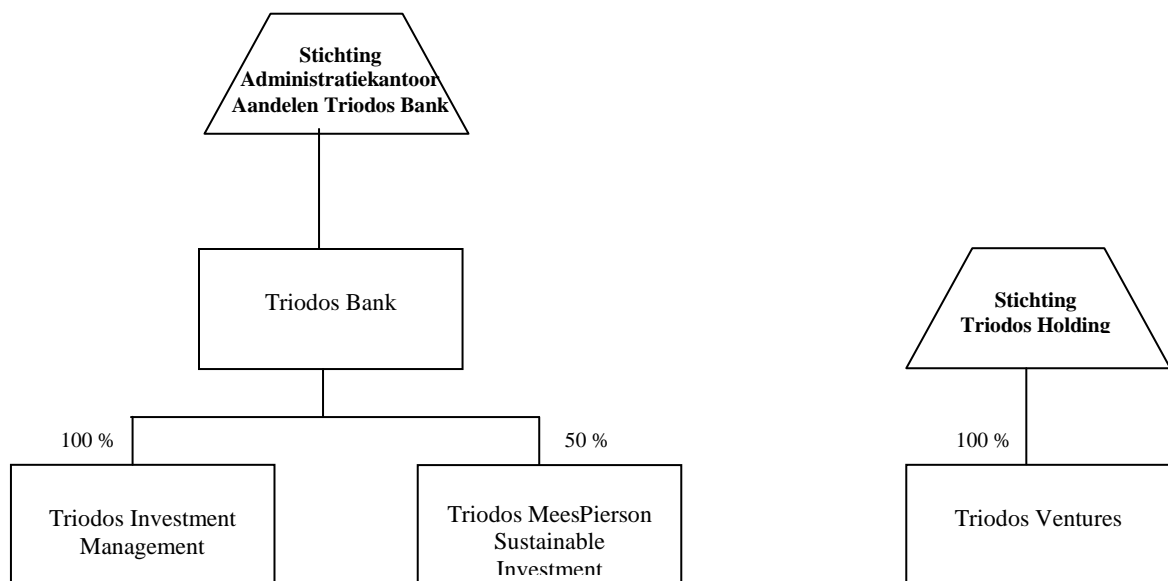 Stichting
Administratiekantoor
Aandelen Triodos Bank
Triodos Bank
Stichting
Triodos Holding
100 %
50 %
100 %
Triodos Investment
Management
Triodos MeesPierson
Sustainable
Investment
Triodos Ventures